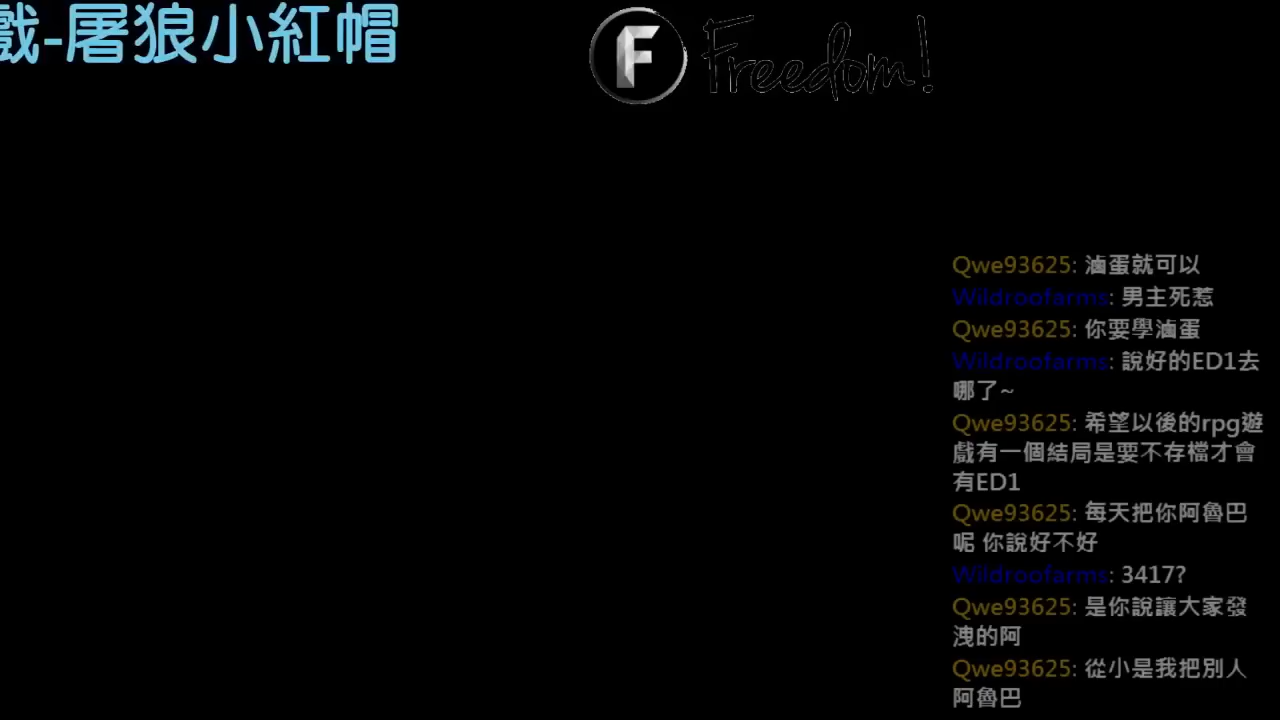 戲-屠狼小紅帽
F Freedom!
Qwe93625: 滷蛋就可以
Wildroofarms: 男主死惹
Qwe93625: 你要學滷蛋
Wildroofarms: 說好的ED1去
哪了~
Qwe93625: 希望以後的rpg遊
戲有一個結局是要不存檔才會
有ED1
Qwe93625: 每天把你阿魯巴
呢 你說好不好
Wildroofarms: 3417?
Qwe93625: 是你說讓大家發
洩的阿
Qwe93625: 從小是我把別人
阿魯巴